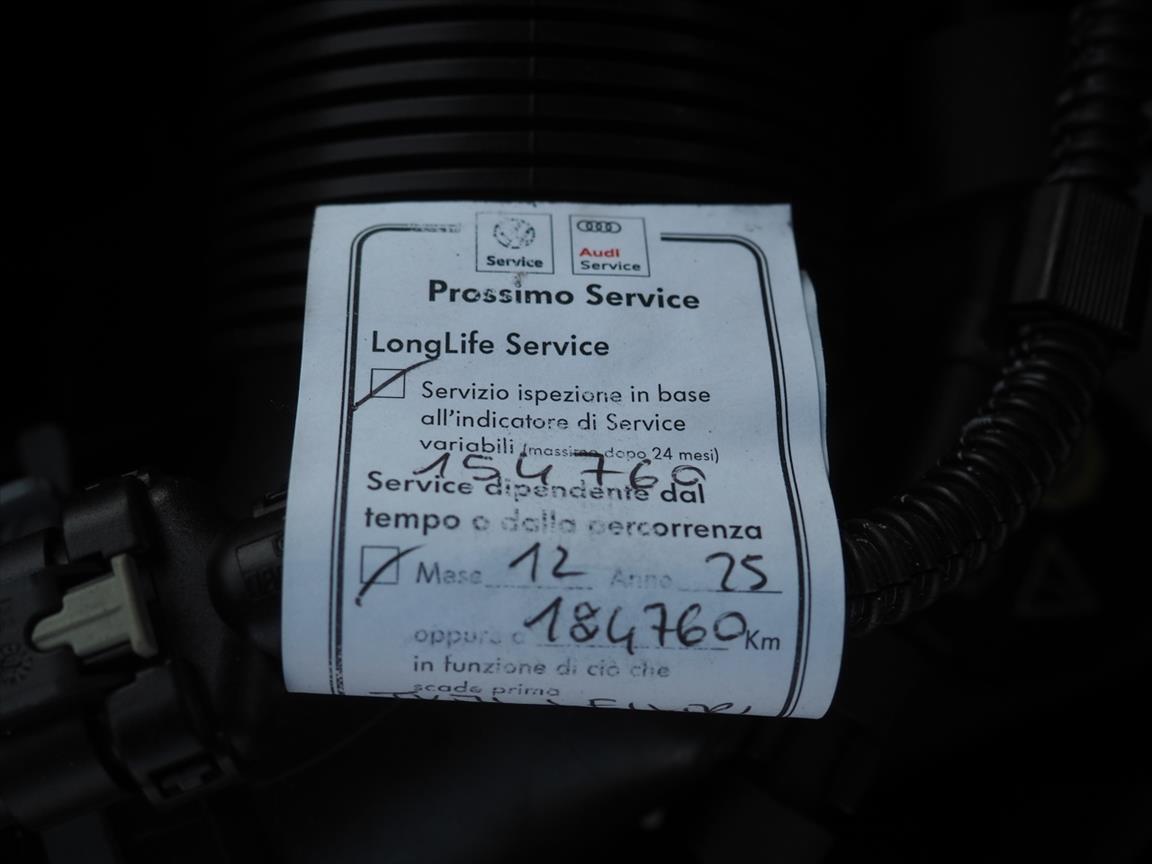 Service
Audi
Service
Prossimo Service
LongLife Service
Servizio ispezione in base
all'indicatore di Service
variabili (massimo dopo 24 mesi)
154760
Service dipendente dal
tempo o dalla percorrenza
Mese 12 Anno 25
oppure a 184760 Km
in funzione di ciò che
scade prima